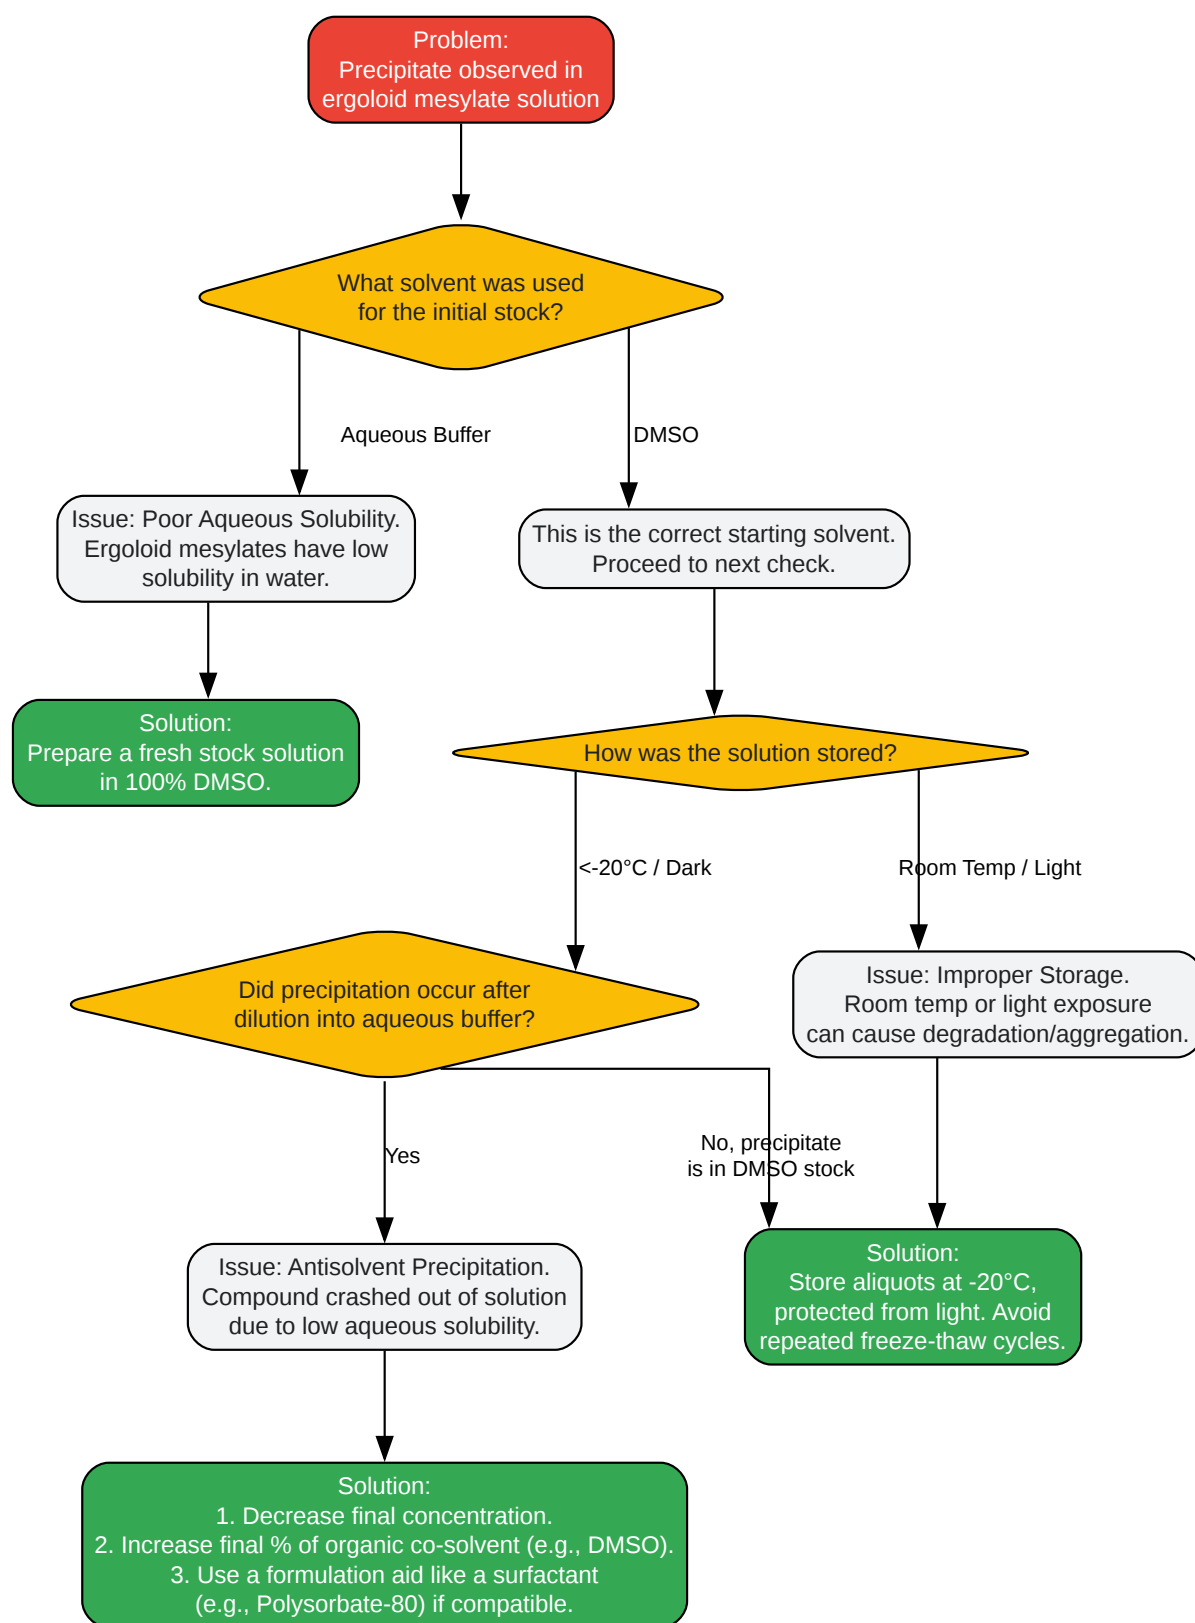 Problem:
Precipitate observed in
ergoloid mesylate solution
What solvent was used
for the initial stock?
Aqueous Buffer
DMSO
Issue: Poor Aqueous Solubility.
Ergoloid mesylates have low
solubility in water.
This is the correct starting solvent.
Proceed to next check.
Solution:
Prepare a fresh stock solution
in 100% DMSO.
How was the solution stored?
<-20°C / Dark
Room Temp / Light
Did precipitation occur after
dilution into aqueous buffer?
Issue: Improper Storage.
Room temp or light exposure
can cause degradation/aggregation.
Yes
No, precipitate
is in DMSO stock
Issue: Antisolvent Precipitation.
Compound crashed out of solution
due to low aqueous solubility.
Solution:
Store aliquots at -20°C,
protected from light. Avoid
repeated freeze-thaw cycles.
Solution:
1. Decrease final concentration.
2. Increase final % of organic co-solvent (e.g., DMSO).
3. Use a formulation aid like a surfactant
(e.g., Polysorbate-80) if compatible.